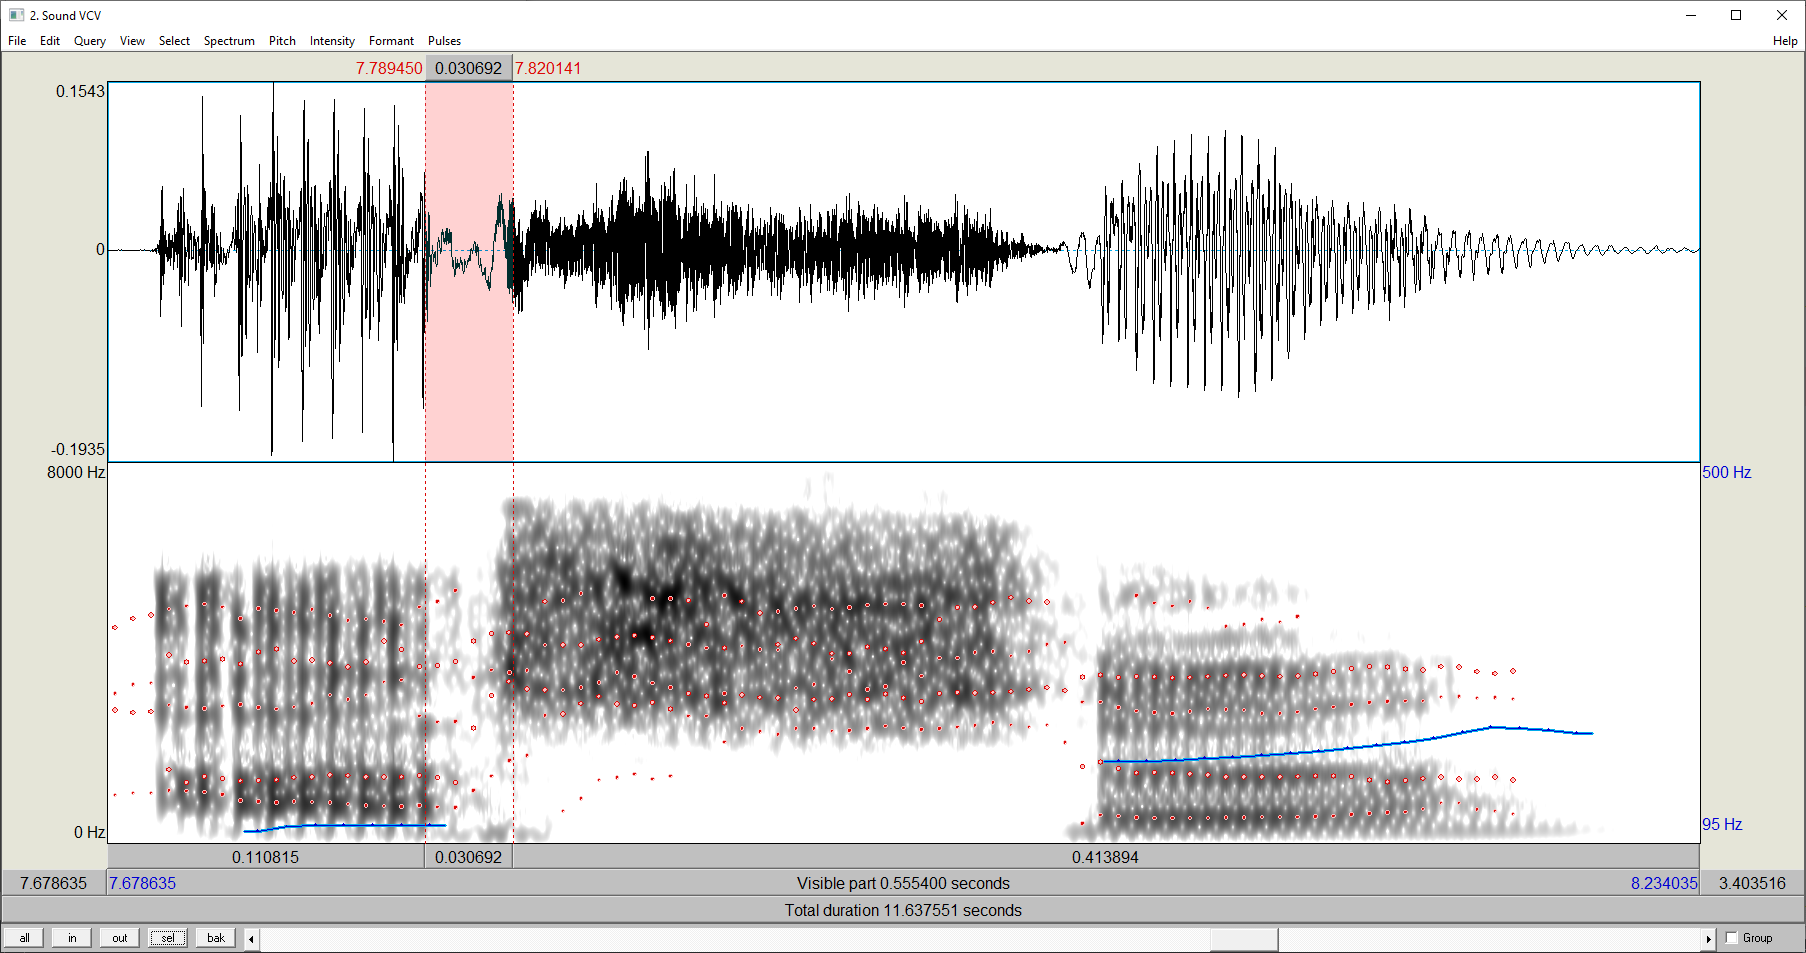 2. Sound VCV
File Edit Query View Select Spectrum Pitch Intensity Formant Pulses Help
7.789450 0.030692 7.820141
0.1543
0
-0.1935
8000 Hz 500 Hz
0 Hz 95 Hz
0.110815 0.030692 0.413894
7.678635 7.678635 Visible part 0.555400 seconds 8.234035 3.403516
Total duration 11.637551 seconds
all in out sel bak Group